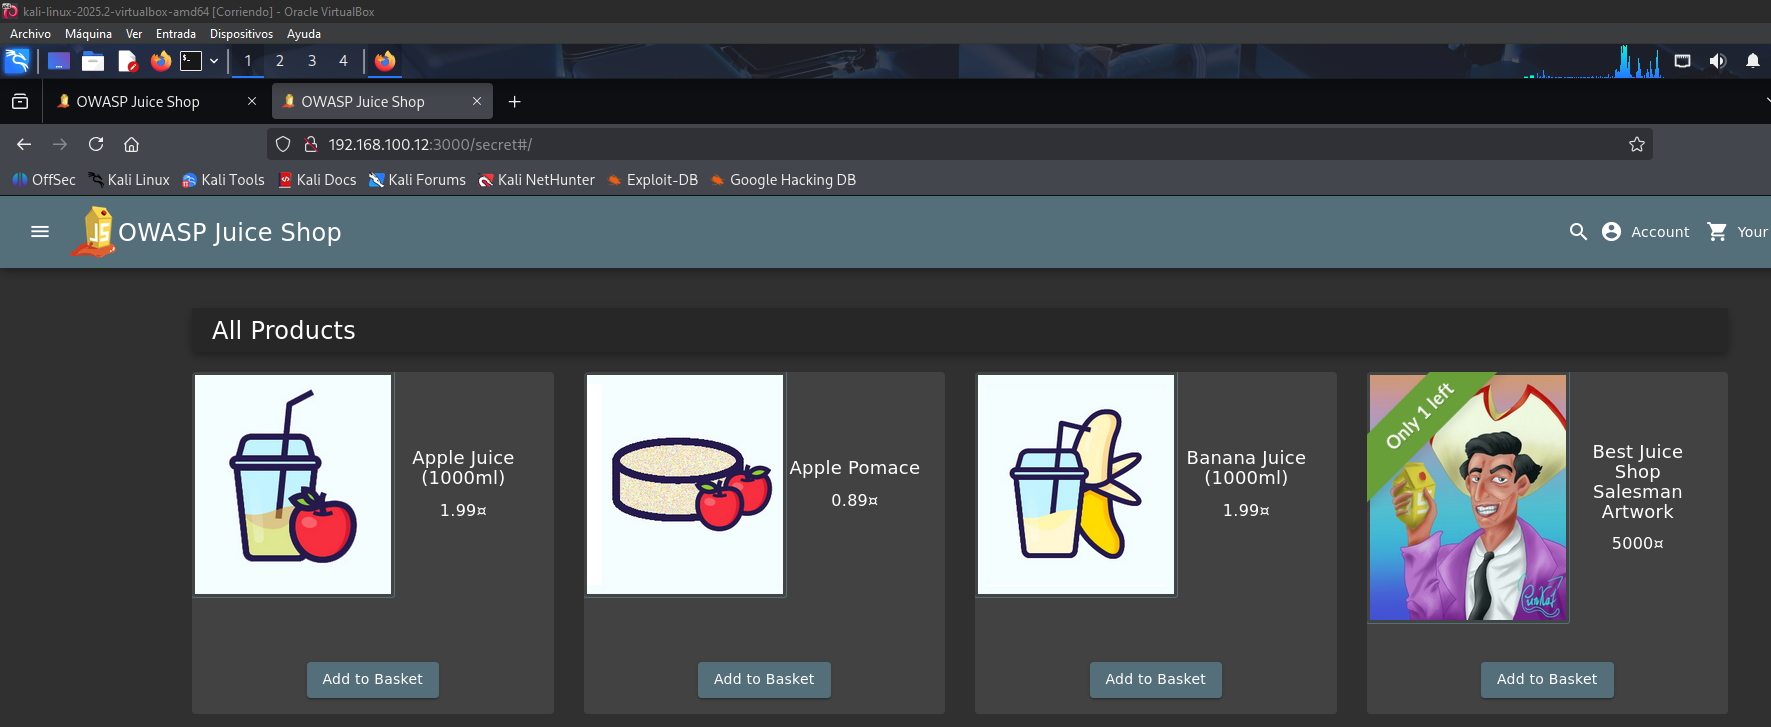 kali-linux-2025.2-virtualbox-amd64 [Corriendo] - Oracle VirtualBox
Archivo Máquina Ver Entrada Dispositivos Ayuda
1 2 3 4
OWASP Juice Shop
OWASP Juice Shop
192.168.100.12:3000/secret#/
OffSec Kali Linux Kali Tools Kali Docs Kali Forums Kali NetHunter Exploit-DB Google Hacking DB
JS
OWASP Juice Shop
Account
Your
All Products
Apple Juice
(1000ml)
1.99¤
Add to Basket
Apple Pomace
0.89¤
Add to Basket
Banana Juice
(1000ml)
1.99¤
Add to Basket
Only 1 left
Best Juice
Shop
Salesman
Artwork
5000¤
Add to Basket